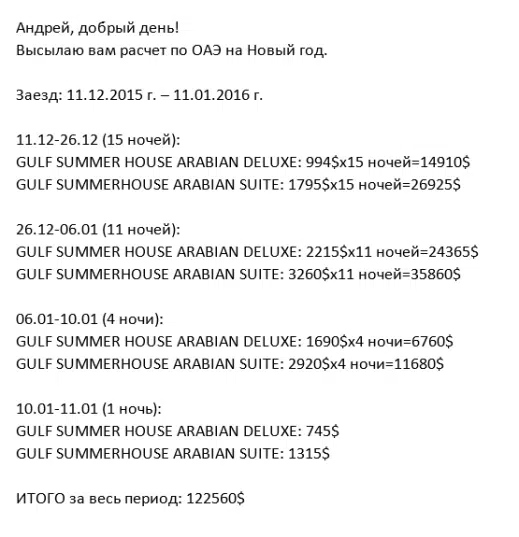 Андрей, добрый день!
Высылаю вам расчет по ОАЭ на Новый год.
Заезд: 11.12.2015 г. – 11.01.2016 г.
11.12-26.12 (15 ночей):
GULF SUMMER HOUSE ARABIAN DELUXE: 994$x15 ночей=14910$
GULF SUMMERHOUSE ARABIAN SUITE: 1795$x15 ночей=26925$
26.12-06.01 (11 ночей):
GULF SUMMER HOUSE ARABIAN DELUXE: 2215$x11 ночей=24365$
GULF SUMMERHOUSE ARABIAN SUITE: 3260$x11 ночей=35860$
06.01-10.01 (4 ночи):
GULF SUMMER HOUSE ARABIAN DELUXE: 1690$x4 ночи=6760$
GULF SUMMERHOUSE ARABIAN SUITE: 2920$x4 ночи=11680$
10.01-11.01 (1 ночь):
GULF SUMMER HOUSE ARABIAN DELUXE: 745$
GULF SUMMERHOUSE ARABIAN SUITE: 1315$
ИТОГО за весь период: 122560$